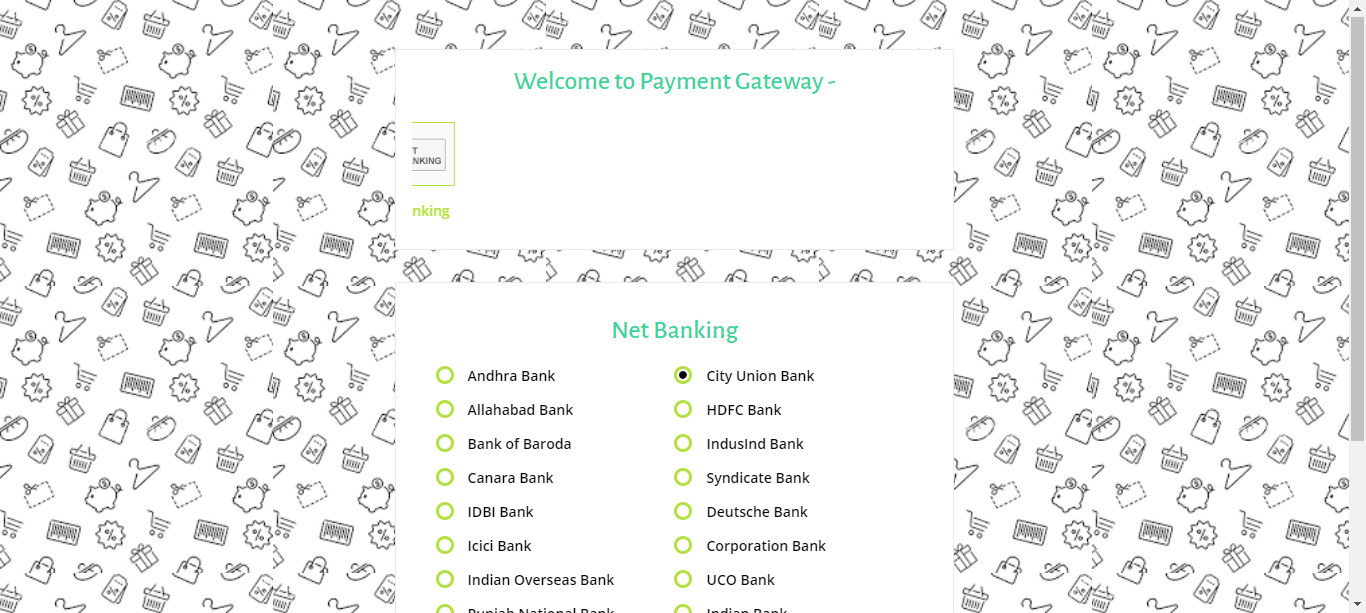 Welcome to Payment Gateway -
T
NKING
nking
Net Banking
Andhra Bank
City Union Bank
Allahabad Bank
HDFC Bank
Bank of Baroda
IndusInd Bank
Canara Bank
Syndicate Bank
IDBI Bank
Deutsche Bank
Icici Bank
Corporation Bank
Indian Overseas Bank
UCO Bank
Punjab National Bank
Indian Bank